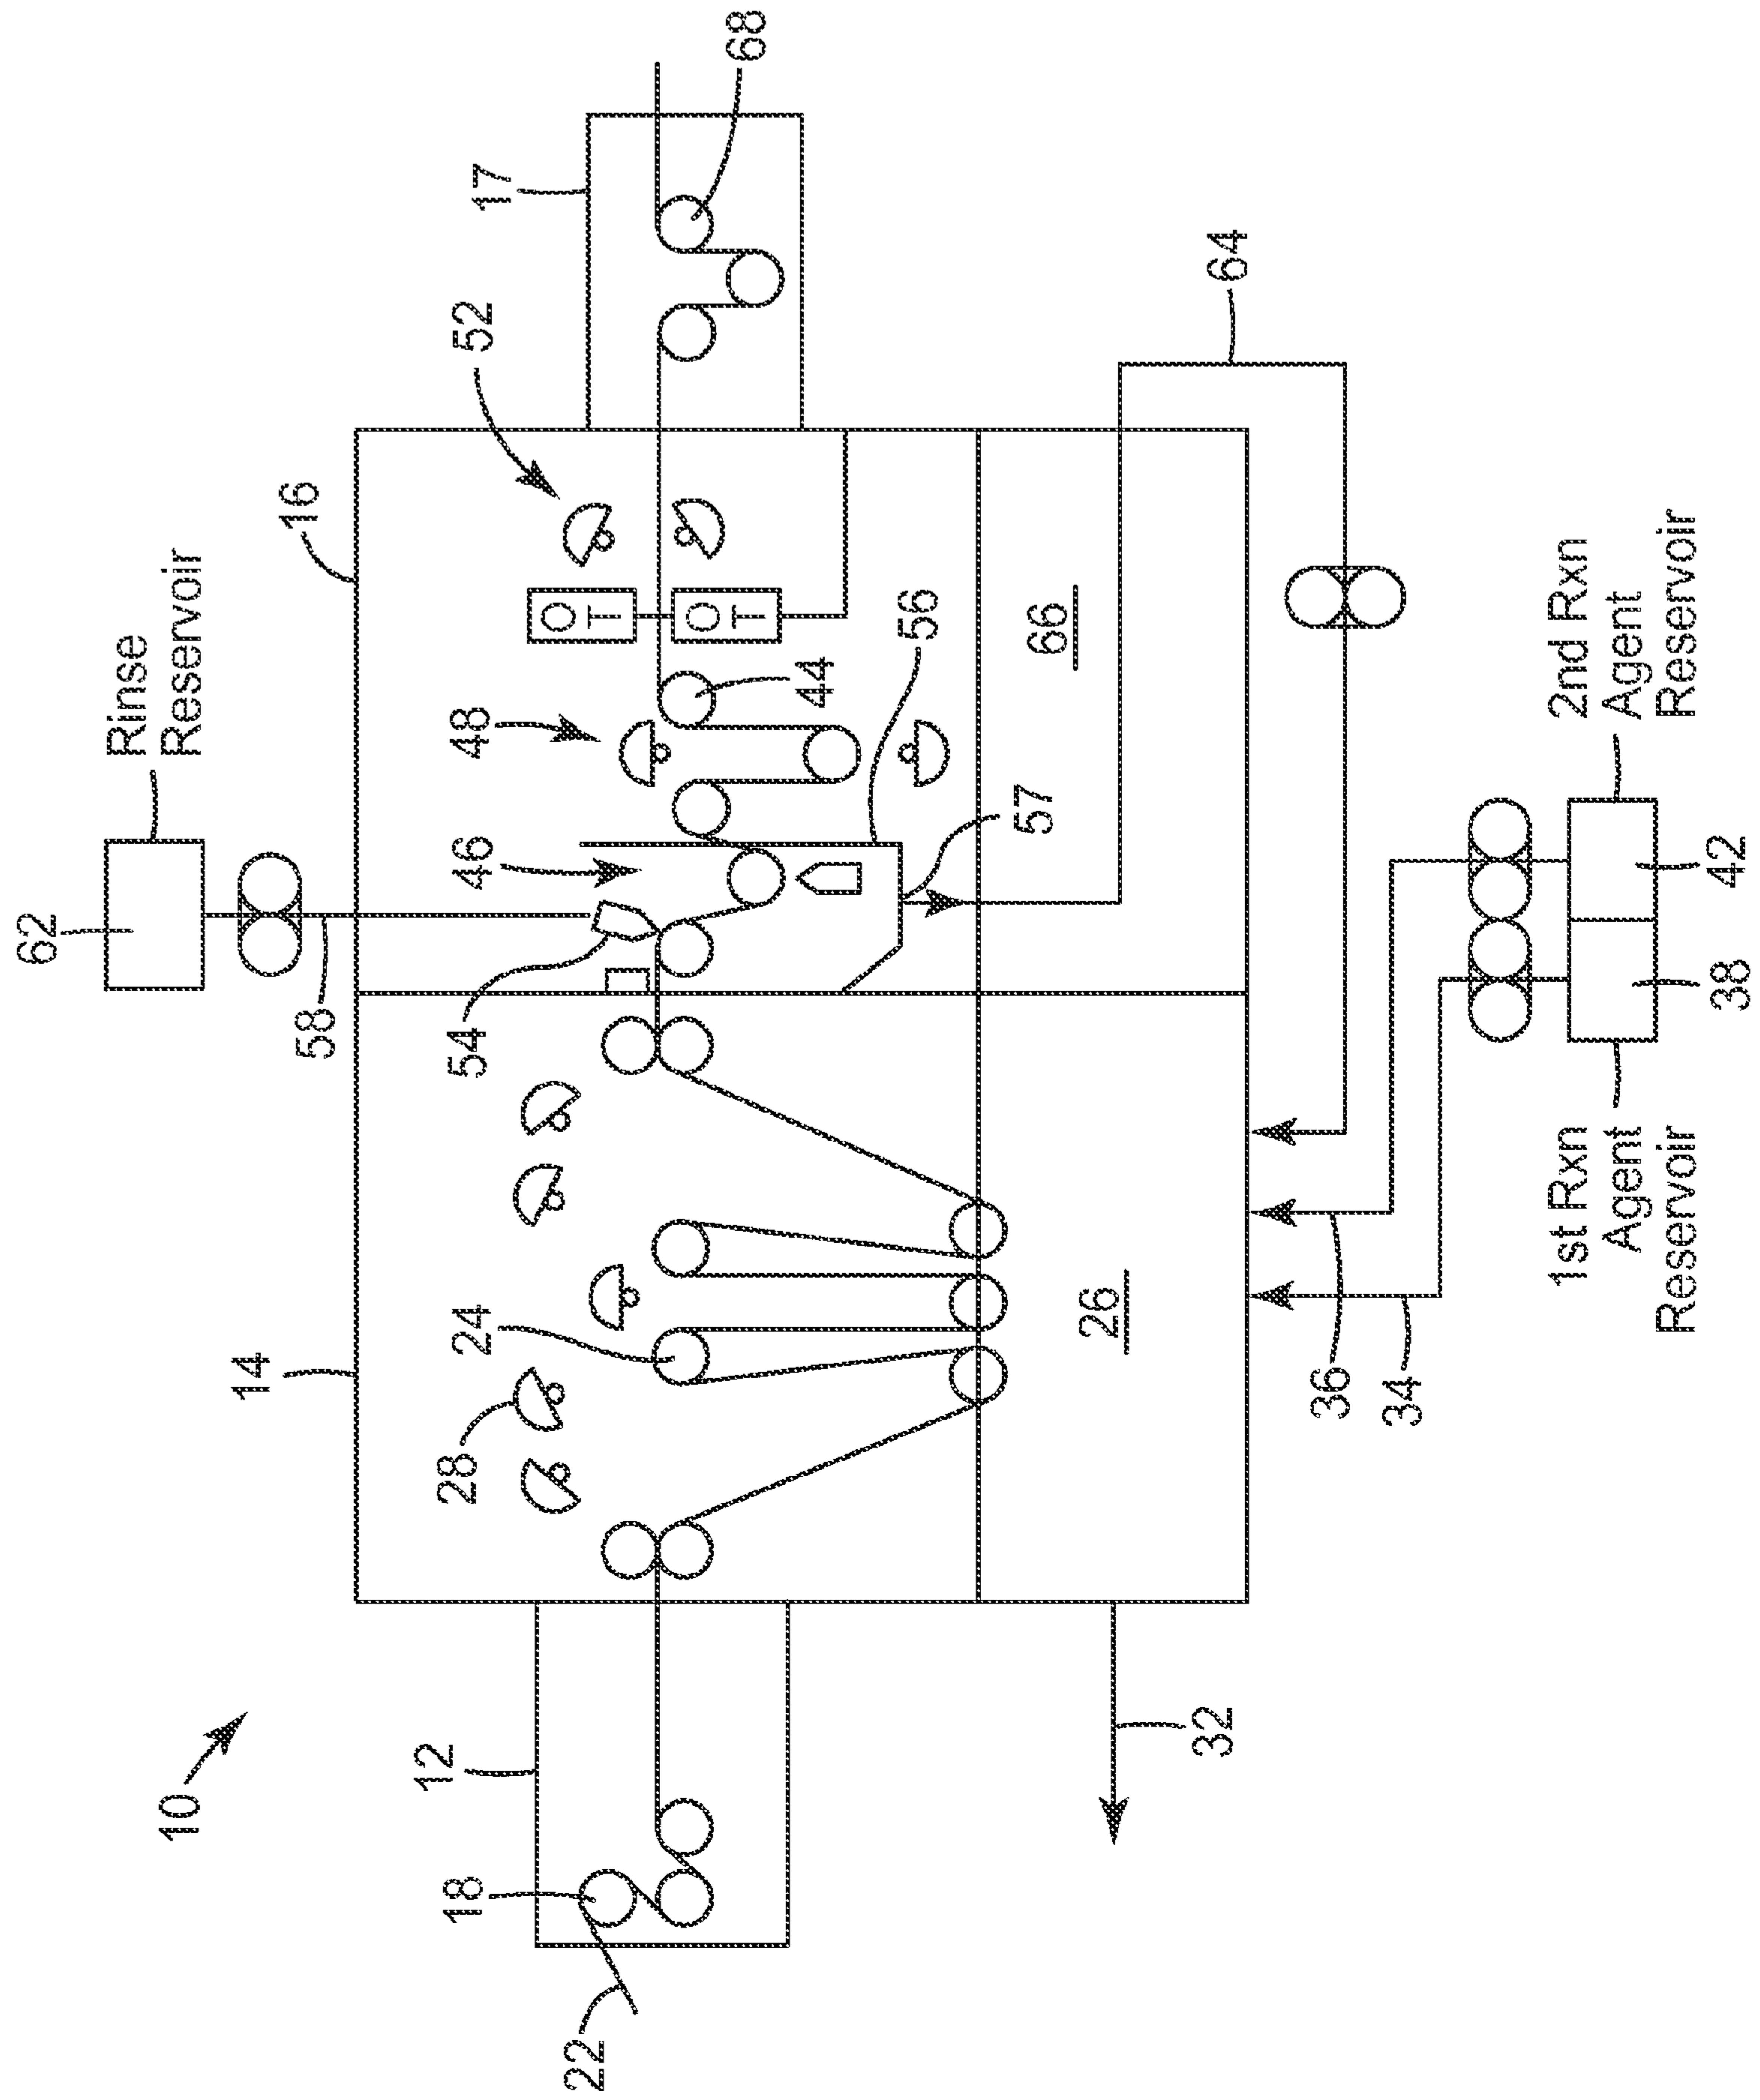 62
Rinse
Reservoir
58
16
14
54
46
48
52
17
68
O
T
O
T
44
56
57
66
64
28
24
26
10
12
18
22
32
36
34
1st Rxn
Agent
Reservoir
38
42
2nd Rxn
Agent
Reservoir